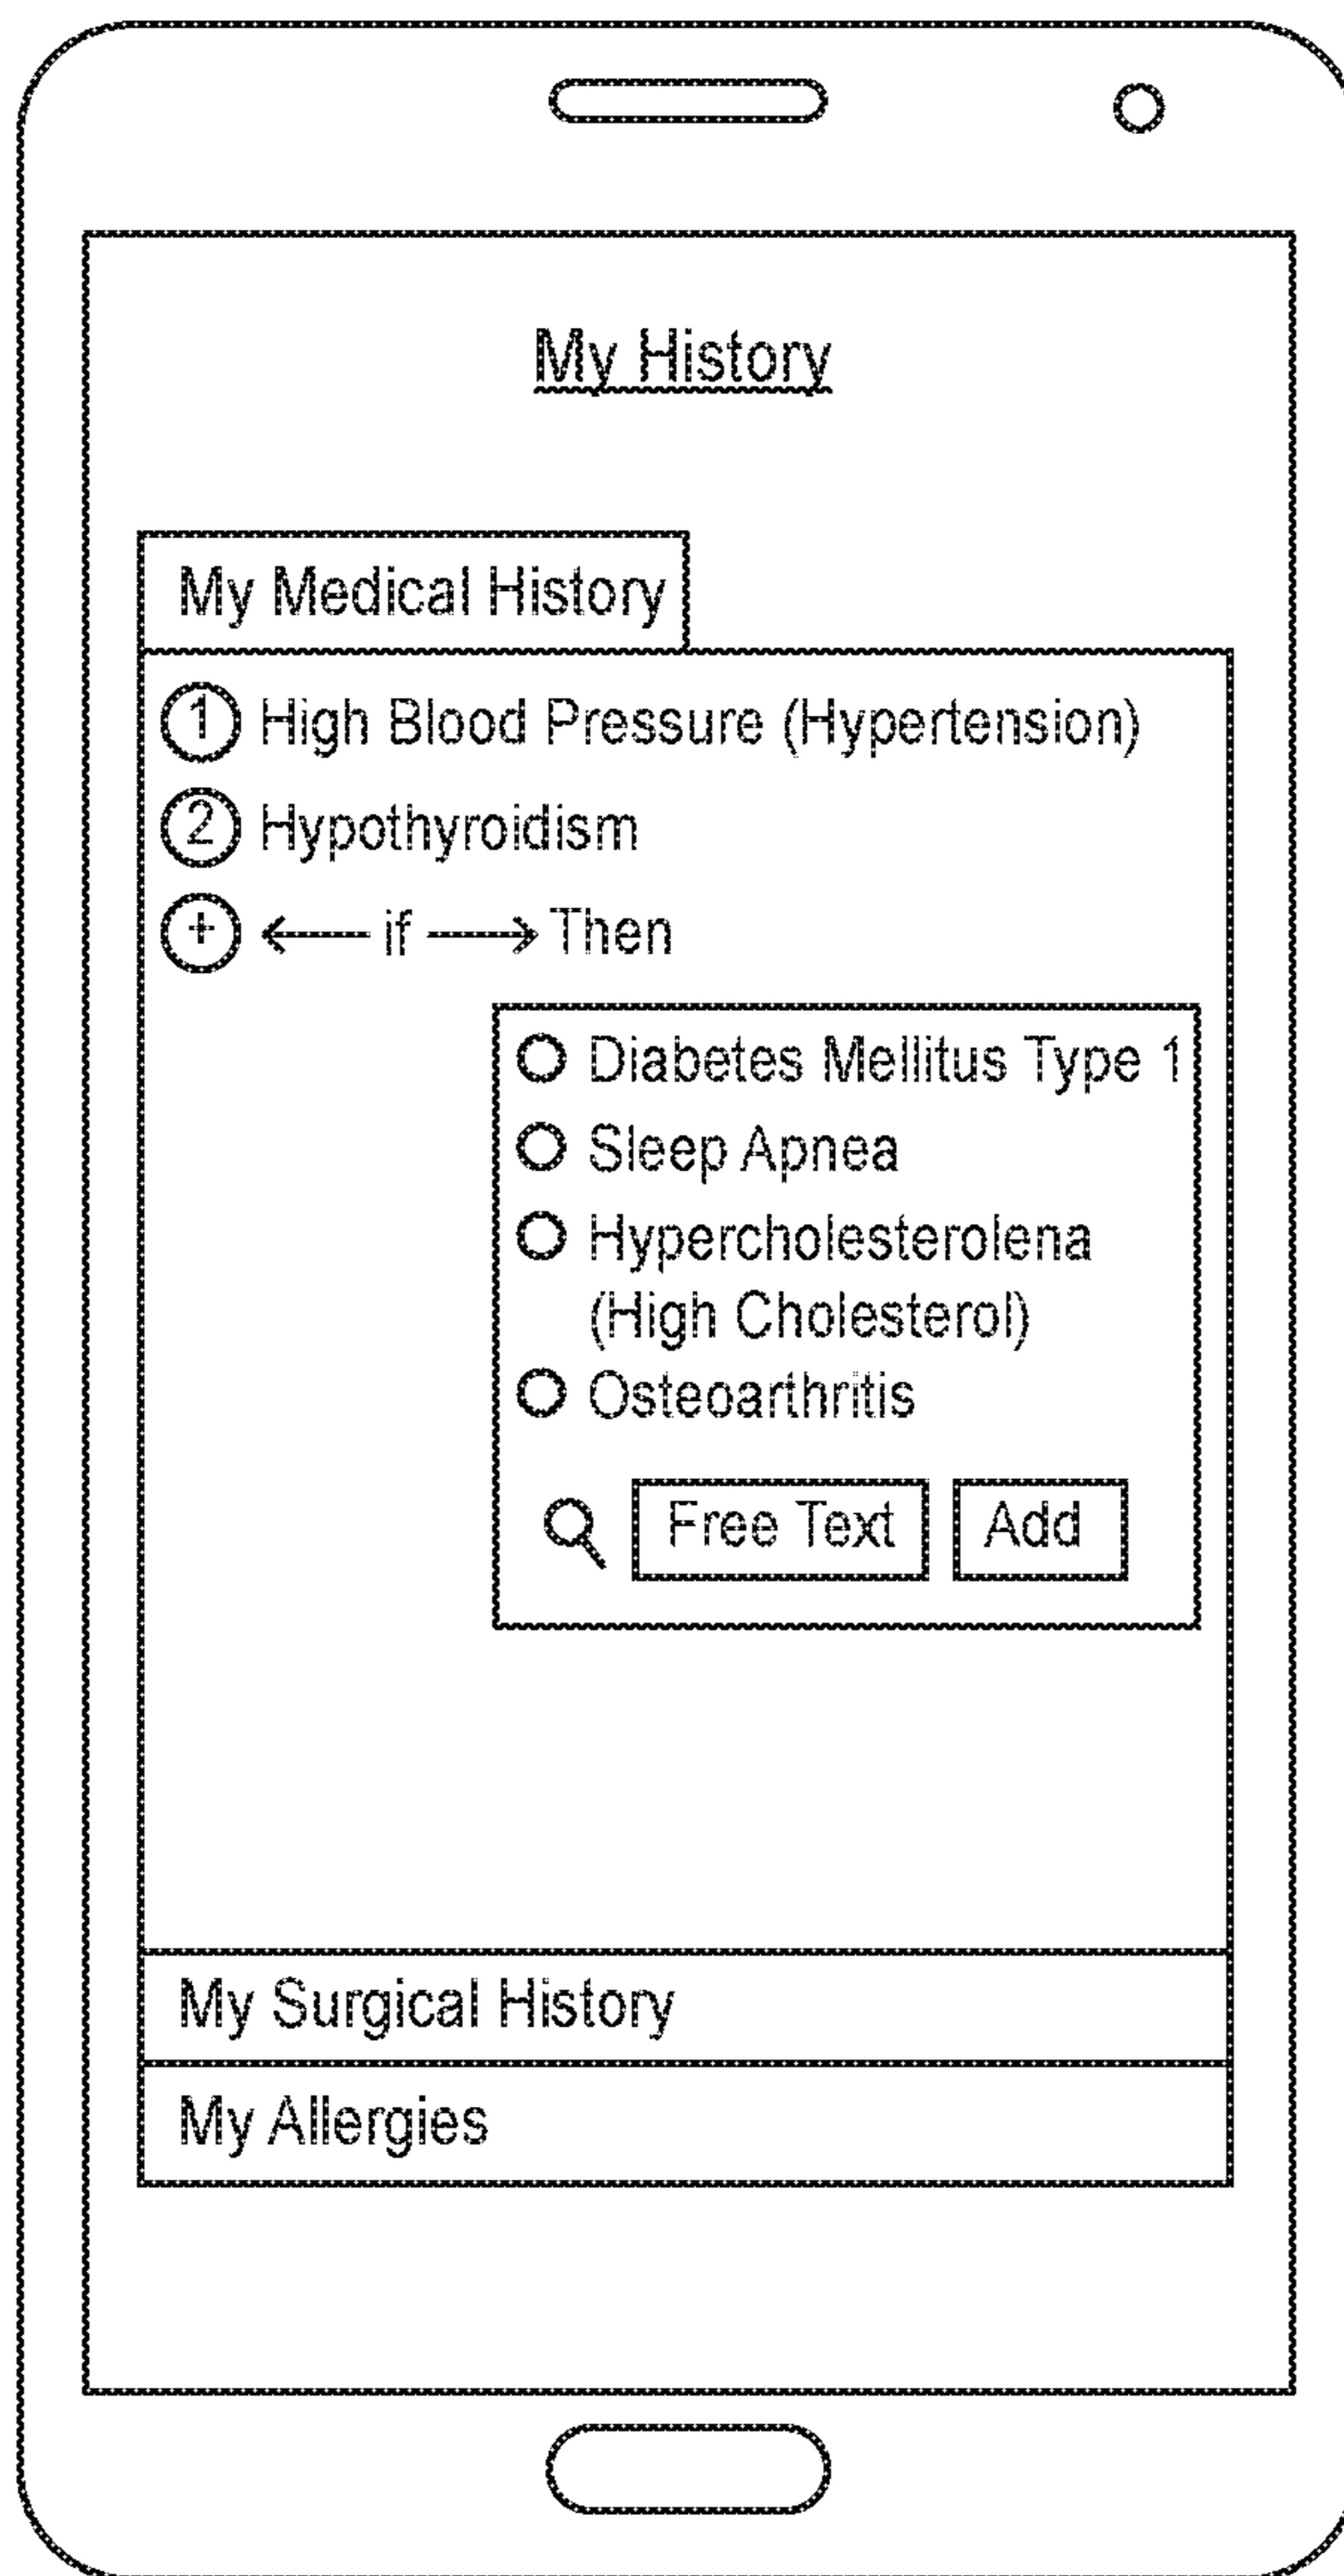 My History
My Medical History
1 High Blood Pressure (Hypertension)
2 Hypothyroidism
+ ← if → Then
Diabetes Mellitus Type 1
Sleep Apnea
Hypercholesterolena
(High Cholesterol)
Osteoarthritis
Free Text Add
My Surgical History
My Allergies